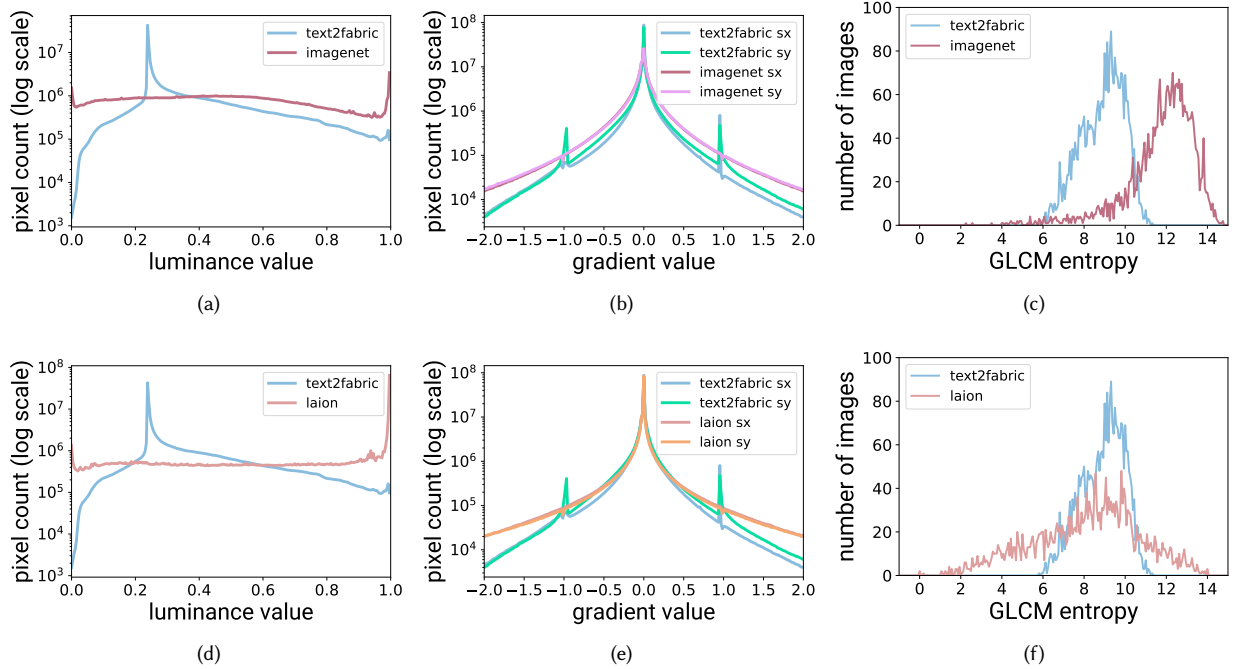 pixel count (log scale)
10^7
10^6
10^5
10^4
10^3
0.0 0.2 0.4 0.6 0.8 1.0
luminance value
text2fabric
imagenet
(a)
pixel count (log scale)
10^8
10^7
10^6
10^5
10^4
−2.0 −1.5 −1.0 −0.5 0.0 0.5 1.0 1.5 2.0
gradient value
text2fabric sx
text2fabric sy
imagenet sx
imagenet sy
(b)
number of images
100
80
60
40
20
0
0 2 4 6 8 10 12 14
GLCM entropy
text2fabric
imagenet
(c)
pixel count (log scale)
10^8
10^7
10^6
10^5
10^4
10^3
0.0 0.2 0.4 0.6 0.8 1.0
luminance value
text2fabric
laion
(d)
pixel count (log scale)
10^8
10^7
10^6
10^5
10^4
−2.0 −1.5 −1.0 −0.5 0.0 0.5 1.0 1.5 2.0
gradient value
text2fabric sx
text2fabric sy
laion sx
laion sy
(e)
number of images
100
80
60
40
20
0
0 2 4 6 8 10 12 14
GLCM entropy
text2fabric
laion
(f)